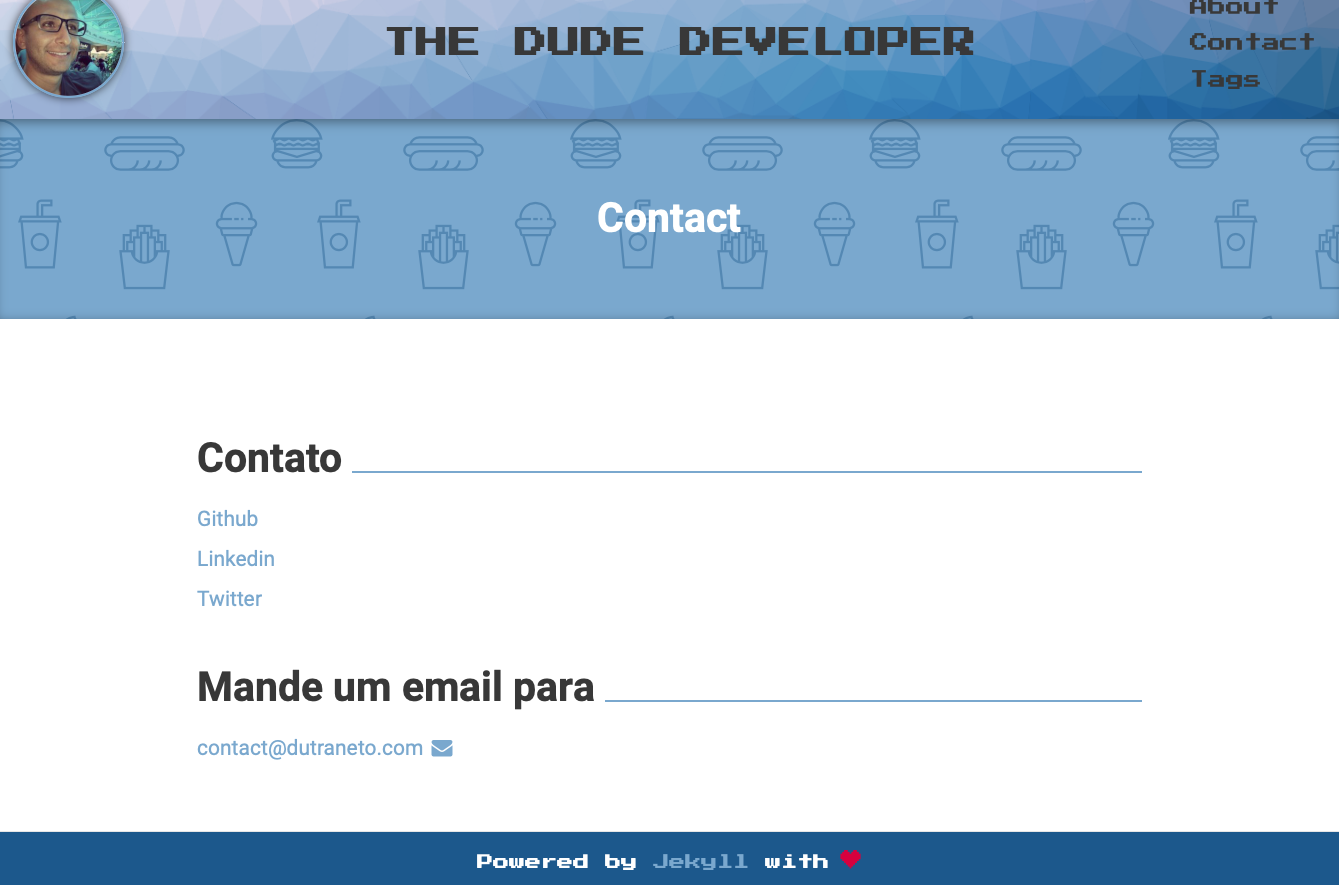 About
THE DUDE DEVELOPER
Contact
Tags
Contact
Contato
Github
Linkedin
Twitter
Mande um email para
contact@dutraneto.com
Powered by Jekyll with